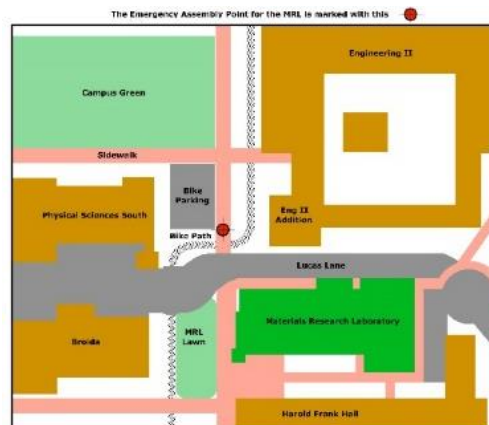 The Emergency Assembly Point for the MRL is marked with this
Engineering II
Campus Green
Sidewalk
Bike
Parking
Physical Sciences South
Eng II
Addition
Bike Path
Lucas Lane
Materials Research Laboratory
MRL
Lawn
Broida
Harold Frank Hall